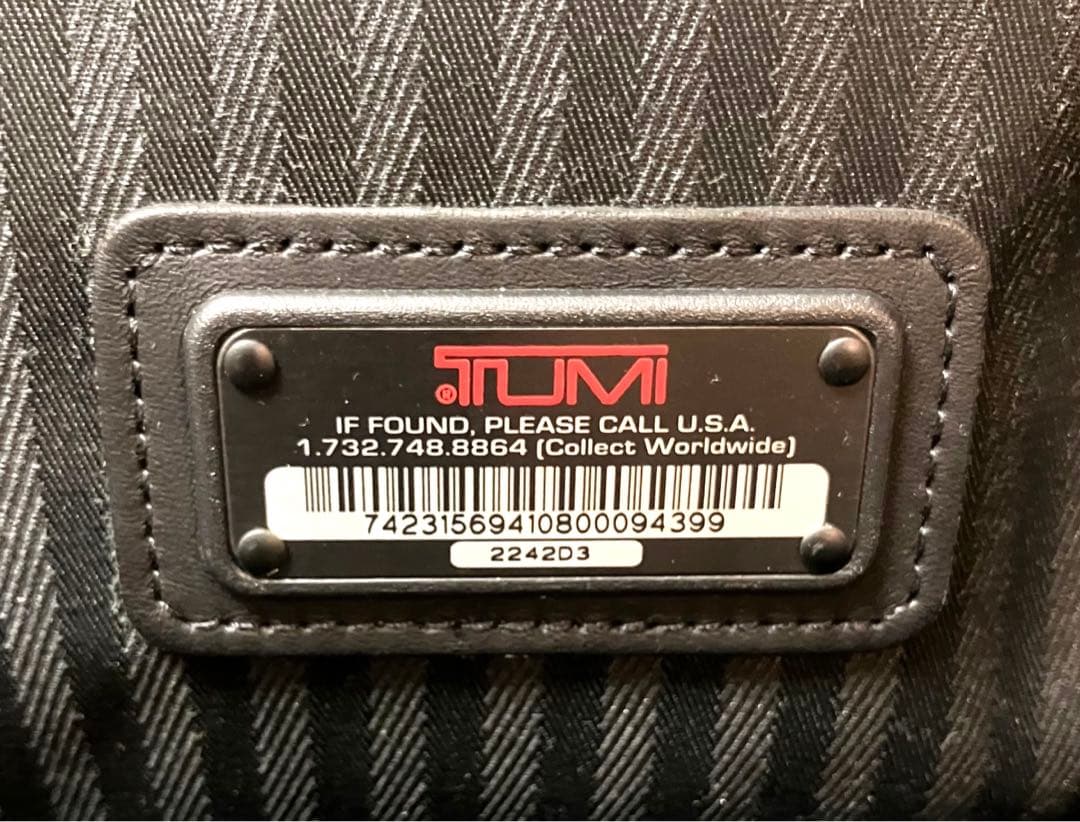 TUMI®
IF FOUND, PLEASE CALL U.S.A.
1.732.748.8864 (Collect Worldwide)
74231569410800094399
2242D3